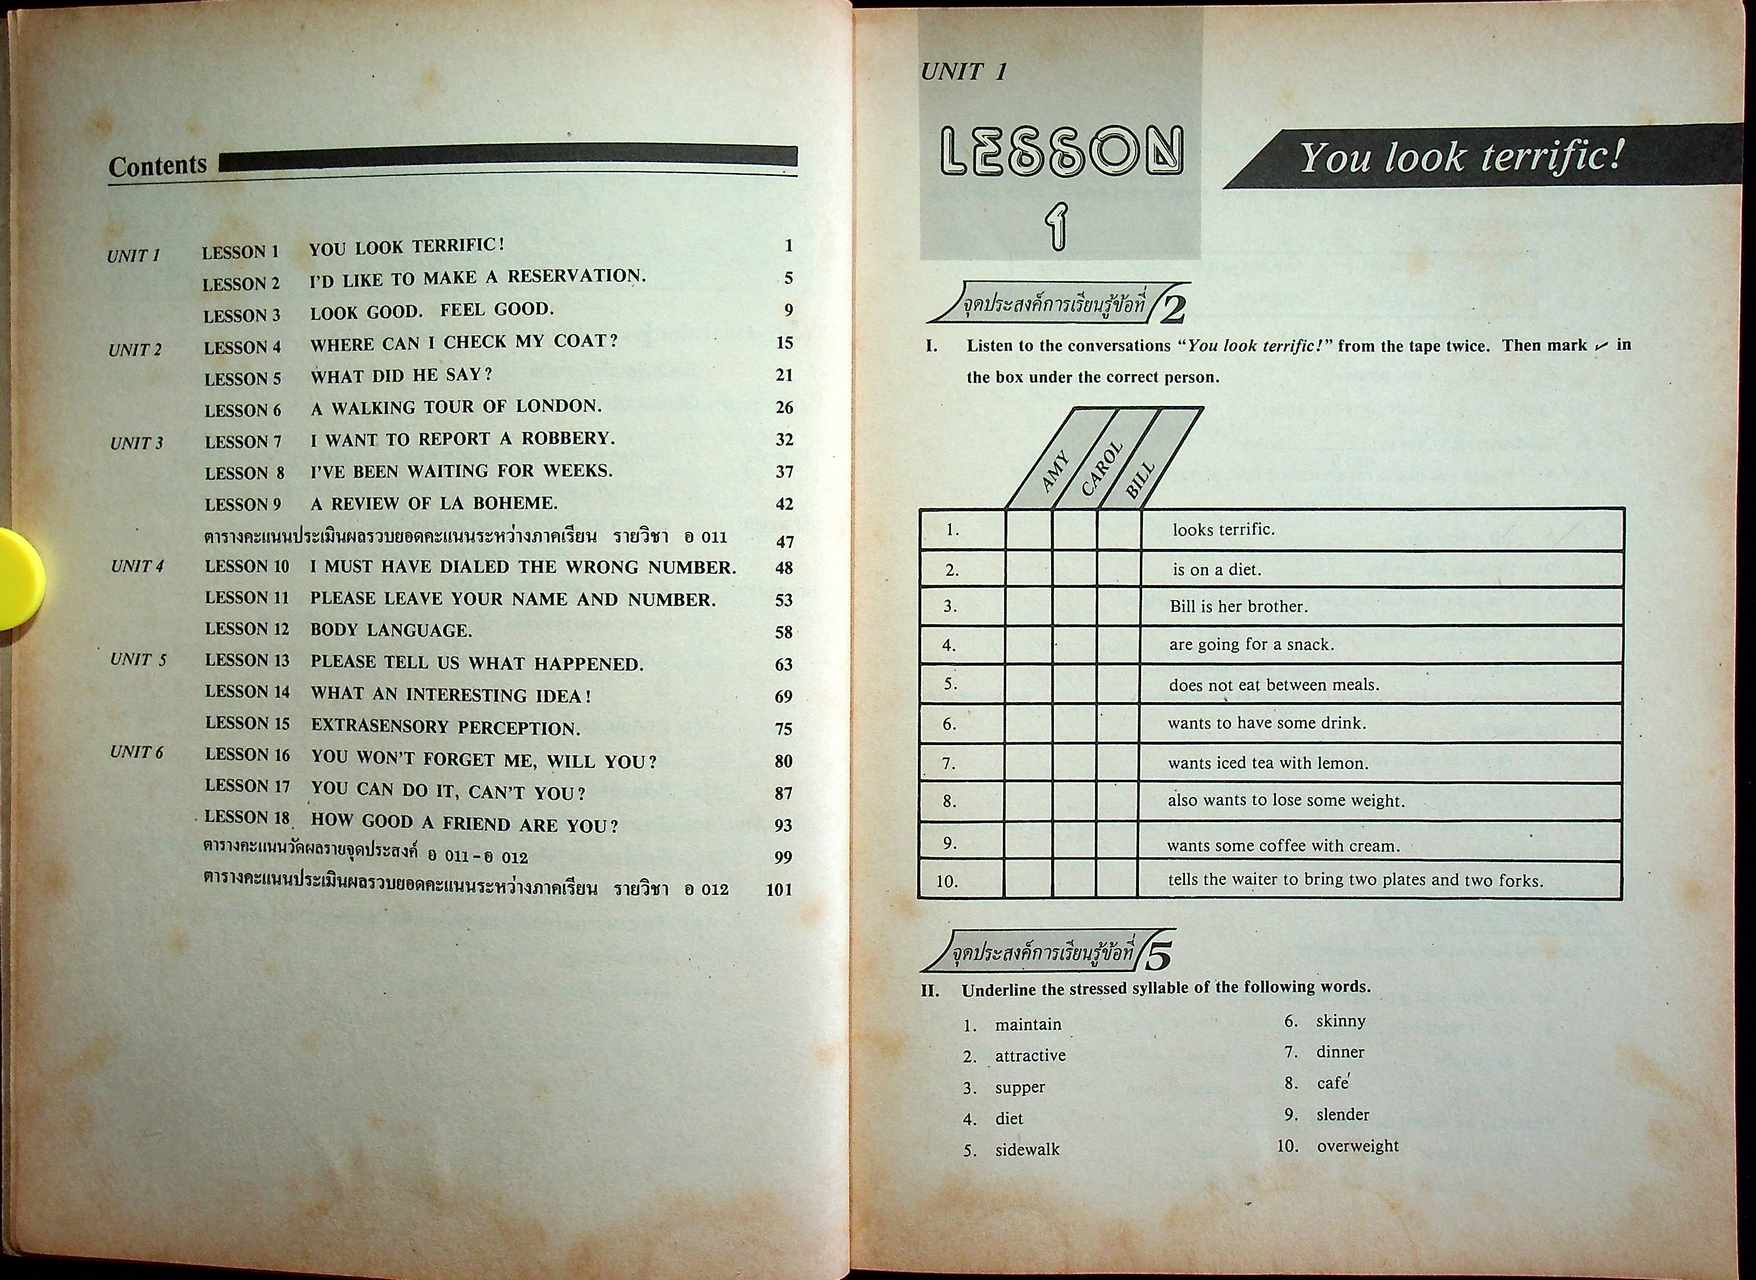 Contents
UNIT 1 LESSON 1 YOU LOOK TERRIFIC! 1
LESSON 2 I'D LIKE TO MAKE A RESERVATION. 5
LESSON 3 LOOK GOOD. FEEL GOOD. 9
UNIT 2 LESSON 4 WHERE CAN I CHECK MY COAT? 15
LESSON 5 WHAT DID HE SAY? 21
LESSON 6 A WALKING TOUR OF LONDON. 26
UNIT 3 LESSON 7 I WANT TO REPORT A ROBBERY. 32
LESSON 8 I'VE BEEN WAITING FOR WEEKS. 37
LESSON 9 A REVIEW OF LA BOHEME. 42
ตารางคะแนนประเมินผลรวบยอดคะแนนระหว่างภาคเรียน รายวิชา อ 011 47
UNIT 4 LESSON 10 I MUST HAVE DIALED THE WRONG NUMBER. 48
LESSON 11 PLEASE LEAVE YOUR NAME AND NUMBER. 53
LESSON 12 BODY LANGUAGE. 58
UNIT 5 LESSON 13 PLEASE TELL US WHAT HAPPENED. 63
LESSON 14 WHAT AN INTERESTING IDEA! 69
LESSON 15 EXTRASENSORY PERCEPTION. 75
UNIT 6 LESSON 16 YOU WON'T FORGET ME, WILL YOU? 80
LESSON 17 YOU CAN DO IT, CAN'T YOU? 87
LESSON 18 HOW GOOD A FRIEND ARE YOU? 93
ตารางคะแนนวัดผลรายจุดประสงค์ อ 011 - อ 012 99
ตารางคะแนนประเมินผลรวบยอดคะแนนระหว่างภาคเรียน รายวิชา อ 012 101
UNIT 1
LESSON
1
You look terrific!
จุดประสงค์การเรียนรู้ข้อที่ 2
I. Listen to the conversations "You look terrific!" from the tape twice. Then mark ✓ in
the box under the correct person.
AMY CAROL BILL
1. looks terrific.
2. is on a diet.
3. Bill is her brother.
4. are going for a snack.
5. does not eat between meals.
6. wants to have some drink.
7. wants iced tea with lemon.
8. also wants to lose some weight.
9. wants some coffee with cream.
10. tells the waiter to bring two plates and two forks.
จุดประสงค์การเรียนรู้ข้อที่ 5
II. Underline the stressed syllable of the following words.
1. maintain
2. attractive
3. supper
4. diet
5. sidewalk
6. skinny
7. dinner
8. café
9. slender
10. overweight